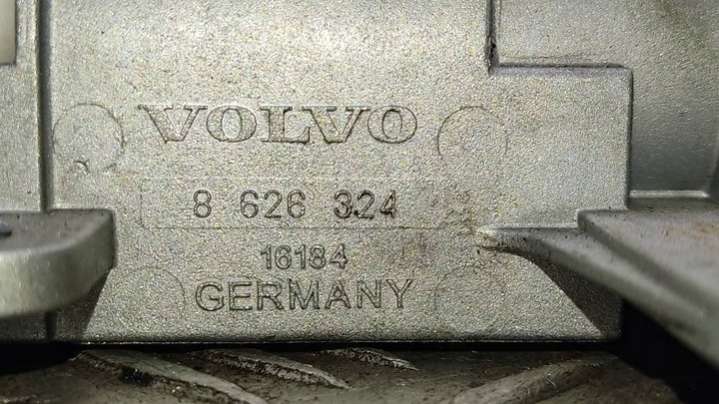 VOLVO
8 626 324
16184
GERMANY